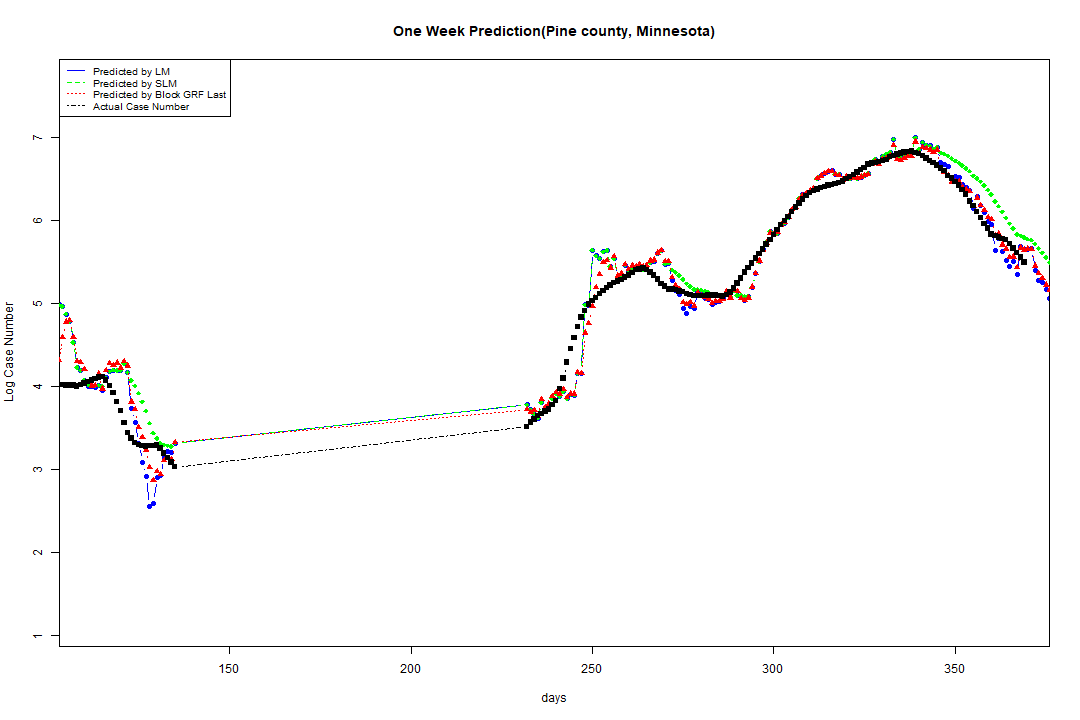 One Week Prediction(Pine county, Minnesota)
Predicted by LM
Predicted by SLM
Predicted by Block GRF Last
Actual Case Number
Log Case Number
7
6
5
4
3
2
1
150 200 250 300 350
days